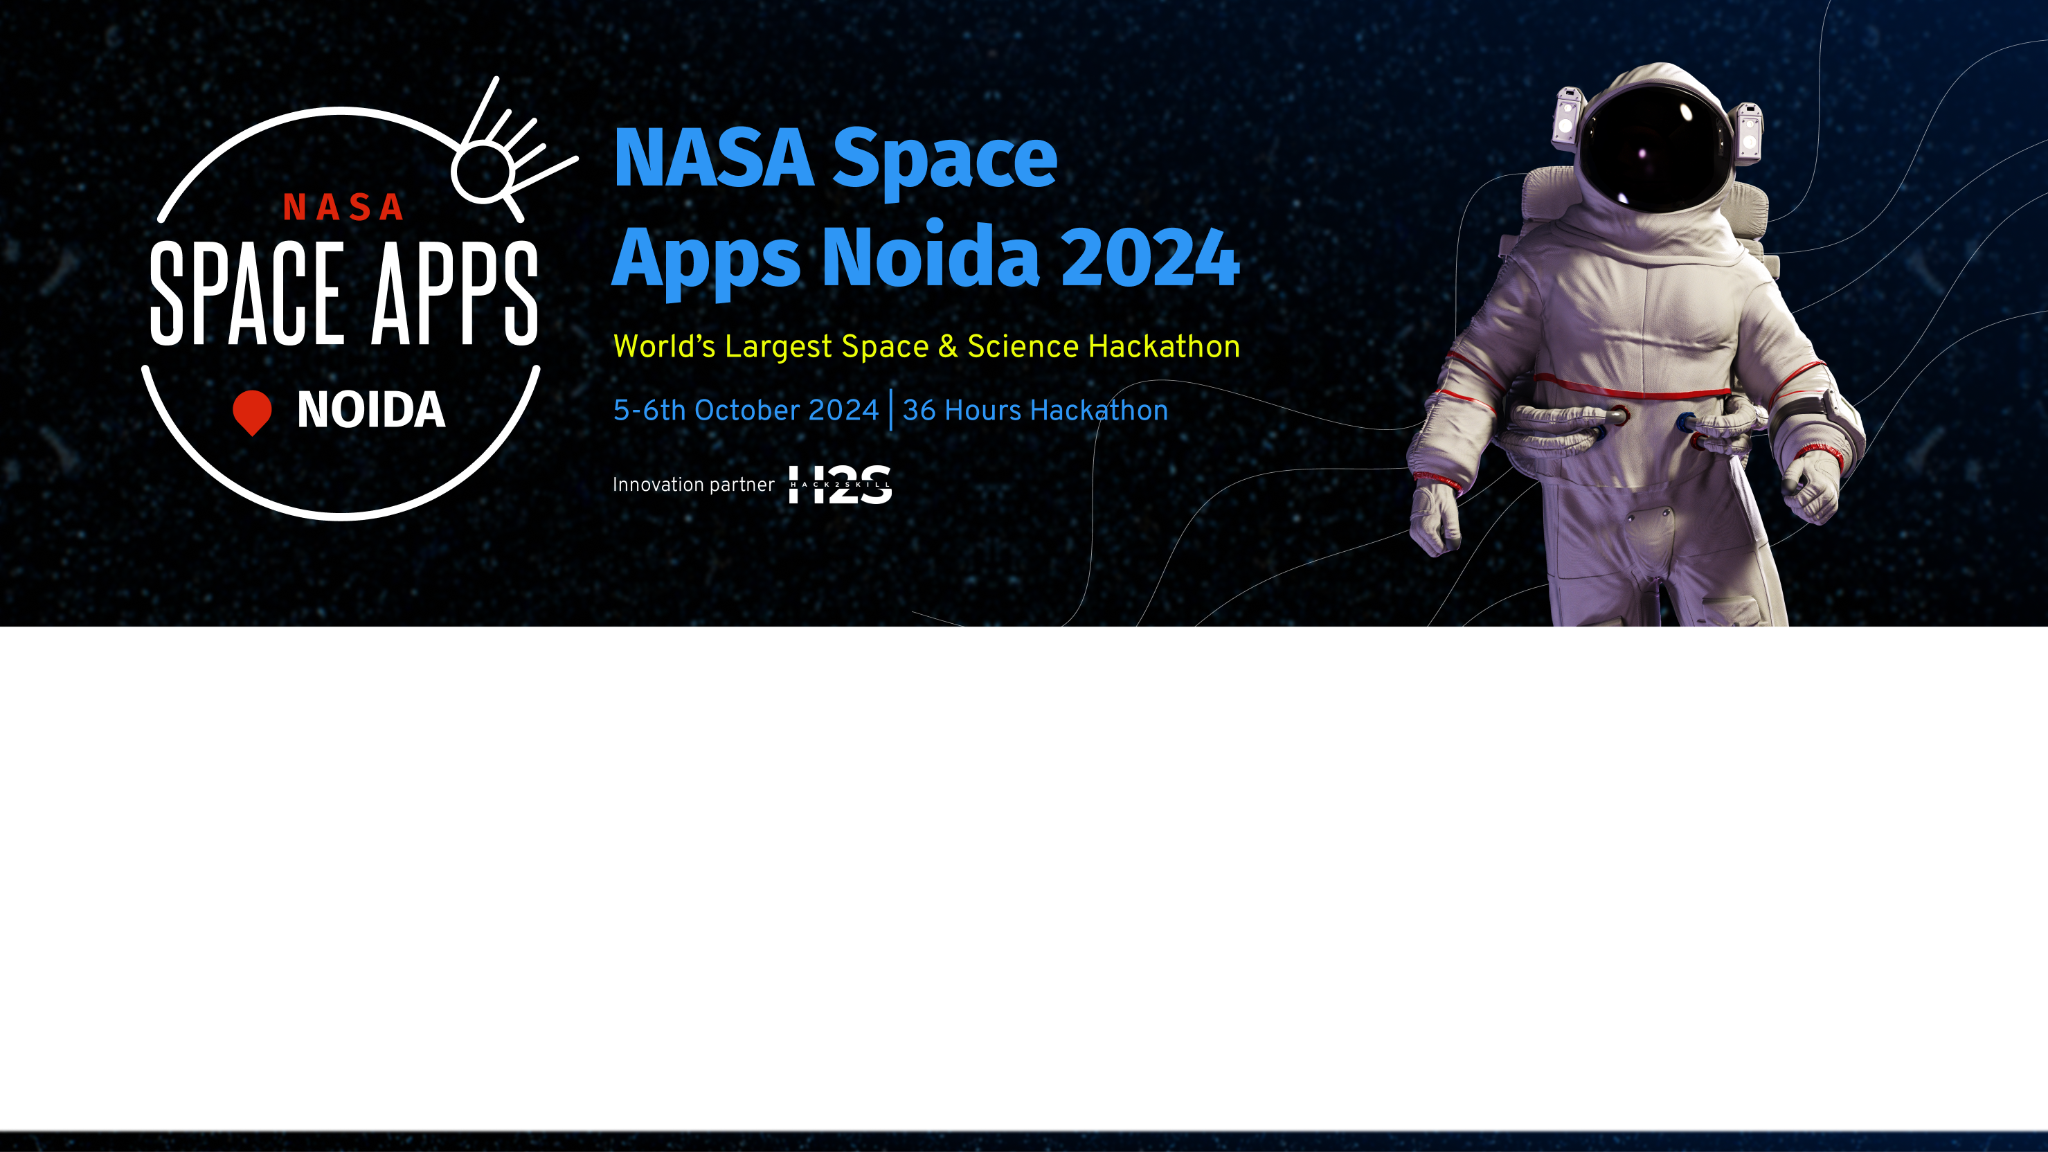 NASA
SPACE APPS
NOIDA
NASA Space
Apps Noida 2024
World's Largest Space & Science Hackathon
5-6th October 2024 | 36 Hours Hackathon
Innovation partner H2S
HACK2SKILL